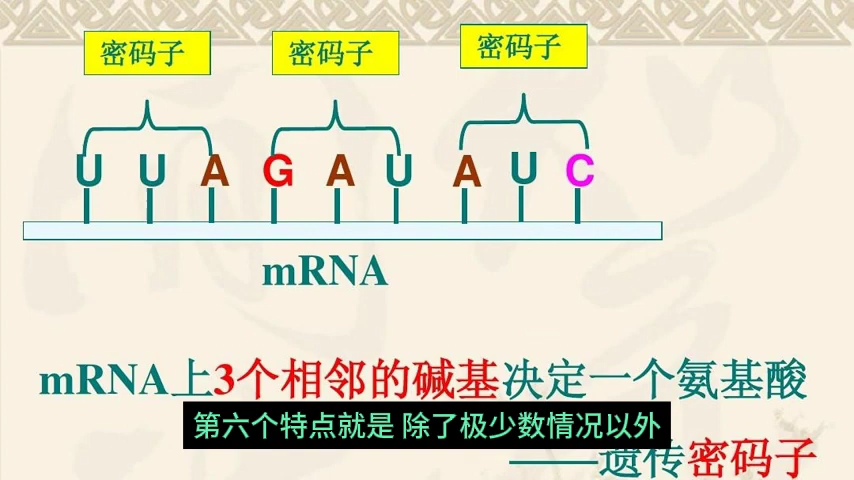 密码子 密码子 密码子
U U A G A U A U C
mRNA
mRNA上3个相邻的碱基决定一个氨基酸
第六个特点就是 除了极少数情况以外
——遗传密码子